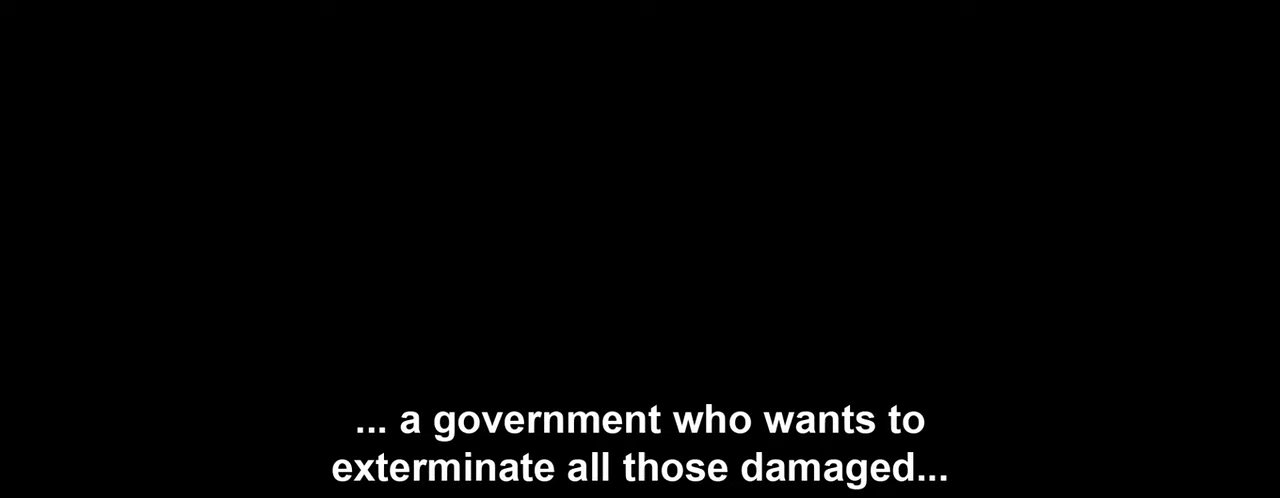 ... a government who wants to
exterminate all those damaged...